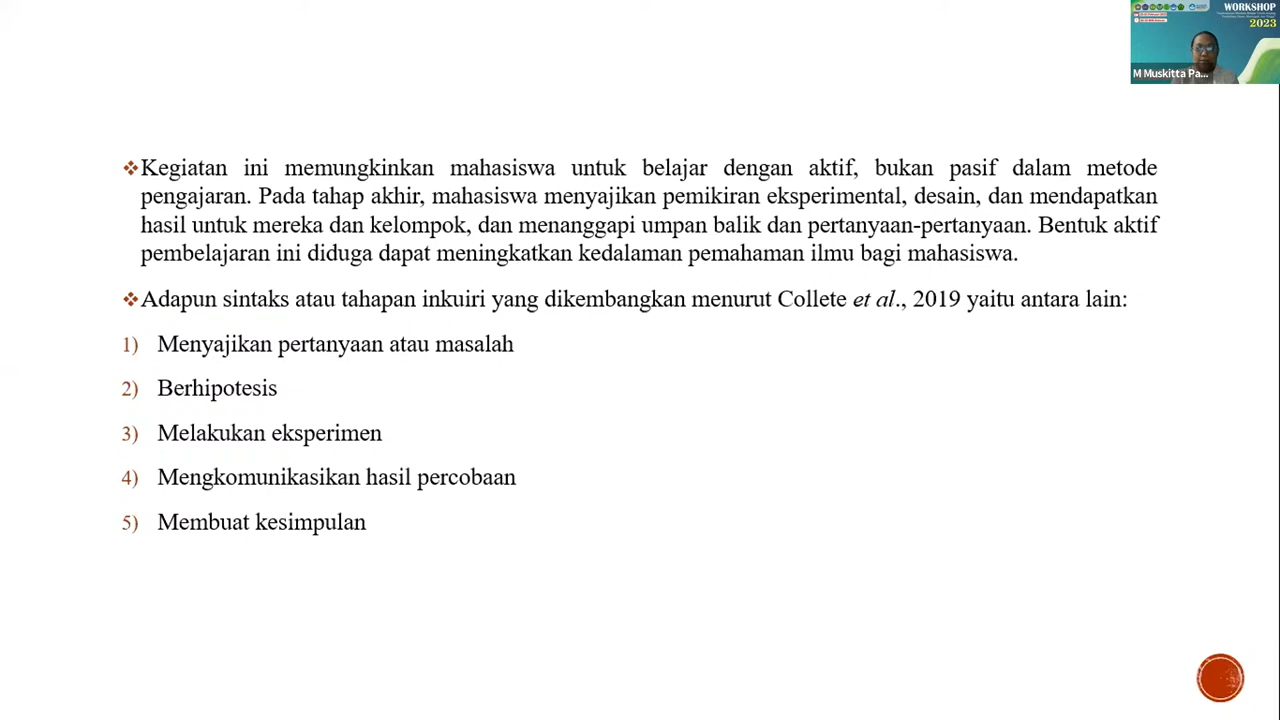 WORKSHOP
2023
M Muskitta Pa...
❖Kegiatan ini memungkinkan mahasiswa untuk belajar dengan aktif, bukan pasif dalam metode
pengajaran. Pada tahap akhir, mahasiswa menyajikan pemikiran eksperimental, desain, dan mendapatkan
hasil untuk mereka dan kelompok, dan menanggapi umpan balik dan pertanyaan-pertanyaan. Bentuk aktif
pembelajaran ini diduga dapat meningkatkan kedalaman pemahaman ilmu bagi mahasiswa.
❖Adapun sintaks atau tahapan inkuiri yang dikembangkan menurut Collete et al., 2019 yaitu antara lain:
1) Menyajikan pertanyaan atau masalah
2) Berhipotesis
3) Melakukan eksperimen
4) Mengkomunikasikan hasil percobaan
5) Membuat kesimpulan